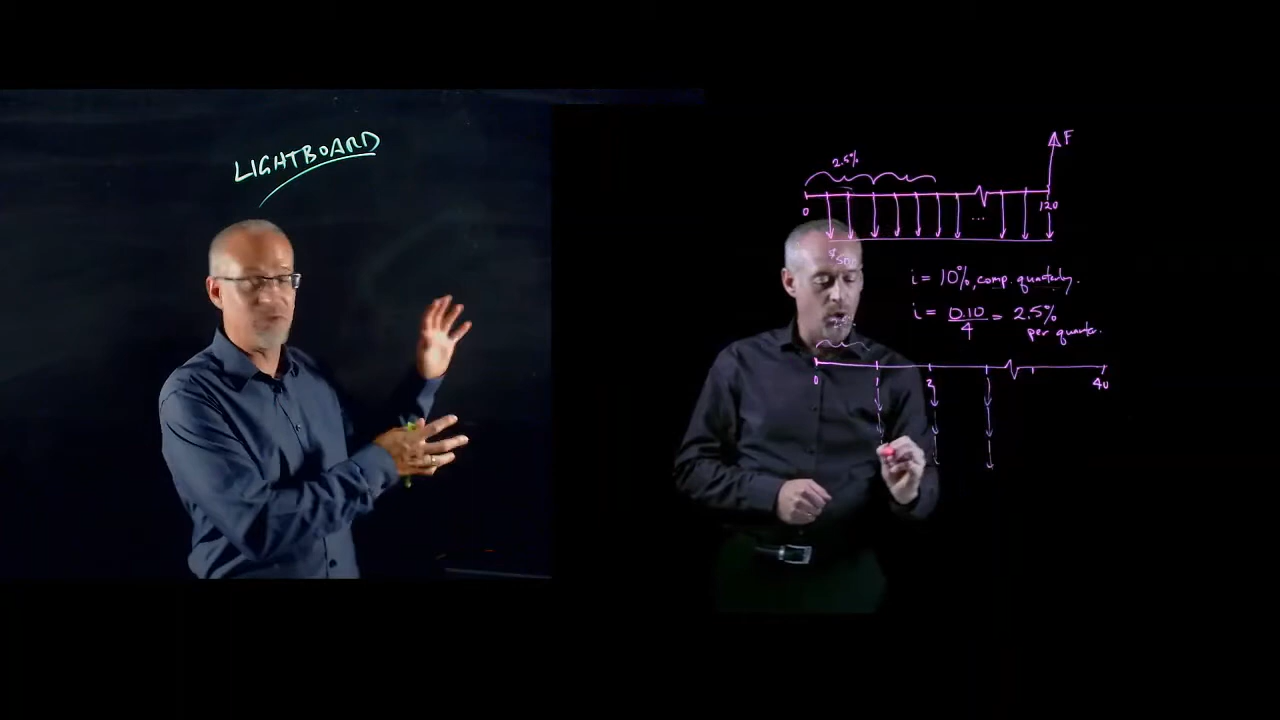 LIGHTBOARD
F
2.5%
0
120
...
$500
i = 10%, comp. quarterly.
i = 0.10/4 = 2.5%
per quarter.
0 1 2 40